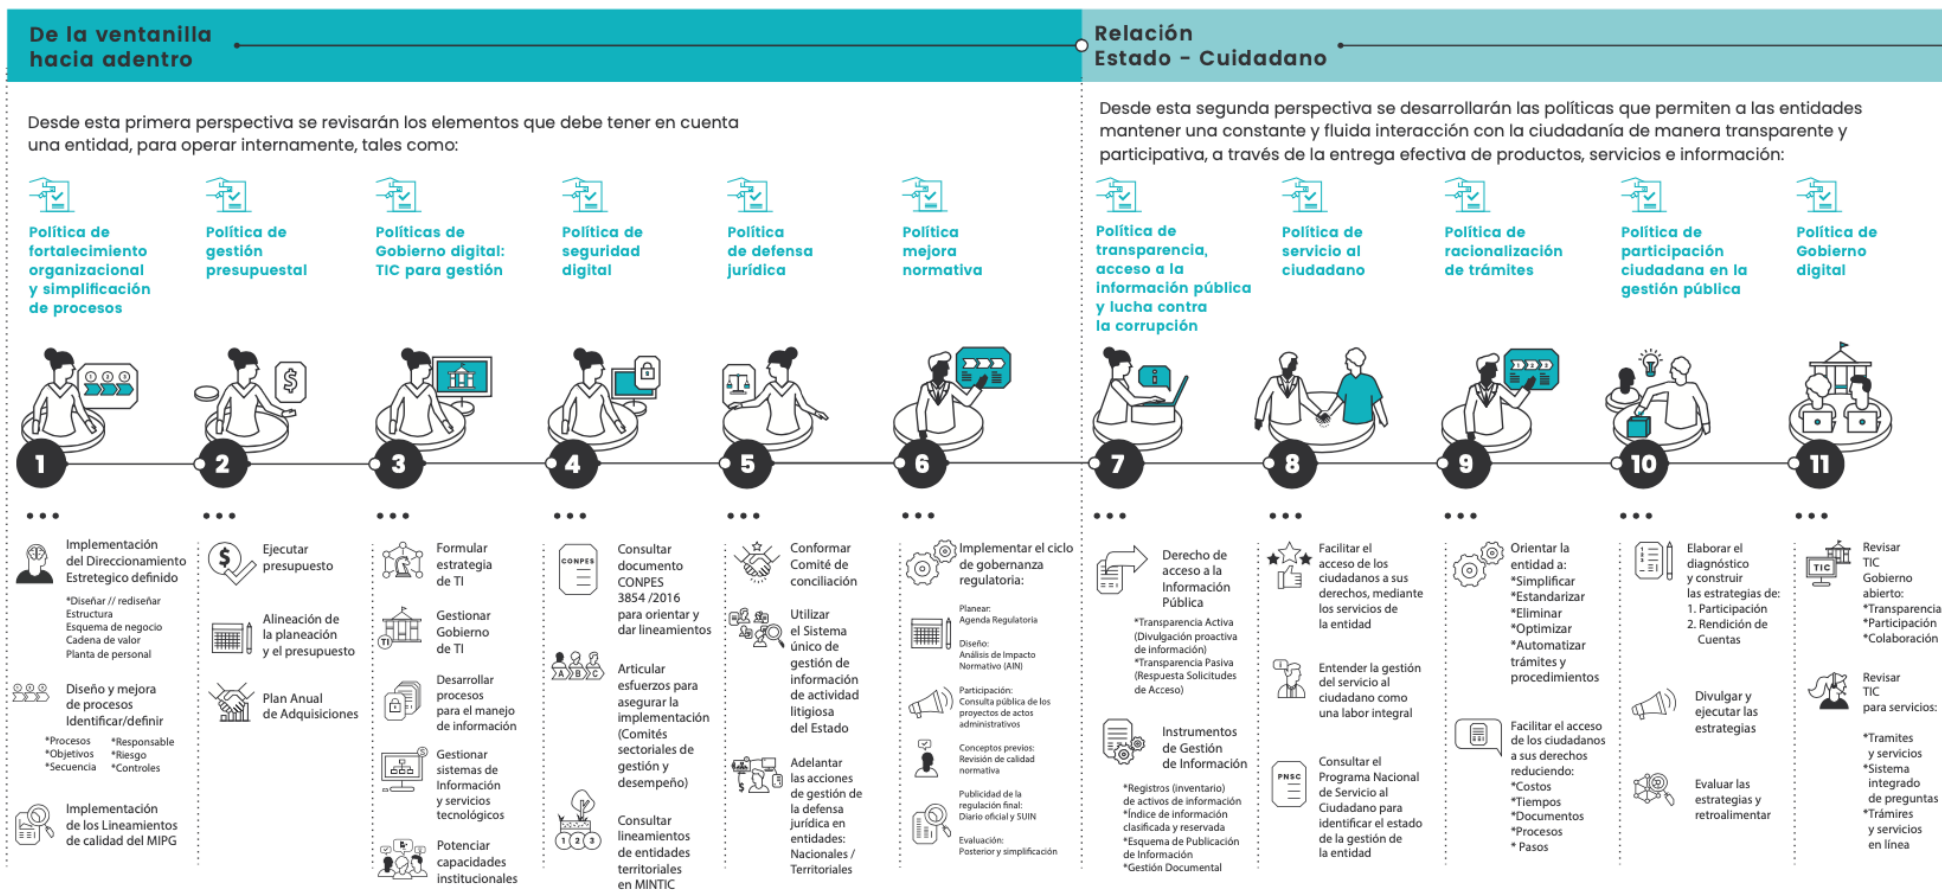 De la ventanilla
hacia adentro
Relación
Estado - Cuidadano
Desde esta primera perspectiva se revisarán los elementos que debe tener en cuenta
una entidad, para operar internamente, tales como:
Desde esta segunda perspectiva se desarrollarán las políticas que permiten a las entidades
mantener una constante y fluida interacción con la ciudadanía de manera transparente y
participativa, a través de la entrega efectiva de productos, servicios e información:
Política de
fortalecimiento
organizacional
y simplificación
de procesos
Política de
gestión
presupuestal
Políticas de
Gobierno digital:
TIC para gestión
Política de
seguridad
digital
Política
de defensa
jurídica
Política
mejora
normativa
Política de
transparencia,
acceso a la
información pública
y lucha contra
la corrupción
Política de
servicio al
ciudadano
Política de
racionalización
de trámites
Política de
participación
ciudadana en la
gestión pública
Política de
Gobierno
digital
1 2 3
$
1 2 3
1
2
3
4
5
6
7
8
9
10
11
Implementación
del Direccionamiento
Estretegico definido
*Diseñar // rediseñar
Estructura
Esquema de negocio
Cadena de valor
Planta de personal
Diseño y mejora
de procesos
Identificar/definir
*Procesos *Responsable
*Objetivos *Riesgo
*Secuencia *Controles
Implementación
de los Lineamientos
de calidad del MIPG
$
Ejecutar
presupuesto
Alineación de
la planeación
y el presupuesto
Plan Anual
de Adquisiciones
Formular
estrategia
de TI
TI
Gestionar
Gobierno
de TI
Desarrollar
procesos
para el manejo
de información
Gestionar
sistemas de
Información
y servicios
tecnológicos
Potenciar
capacidades
institucionales
CONPES
Consultar
documento
CONPES
3854 /2016
para orientar y
dar lineamientos
A B C
Articular
esfuerzos para
asegurar la
implementación
(Comités
sectoriales de
gestión y
desempeño)
1 2 3
Consultar
lineamientos
de entidades
territoriales
en MINTIC
Conformar
Comité de
conciliación
Utilizar
el Sistema
único de
gestión de
información
de actividad
litigiosa
del Estado
Adelantar
las acciones
de gestión de
la defensa
jurídica en
entidades:
Nacionales /
Territoriales
Implementar el ciclo
de gobernanza
regulatoria:
Planear:
Agenda Regulatoria
Diseño:
Análisis de Impacto
Normativo (AIN)
Participación:
Consulta pública de los
proyectos de actos
administrativos
Conceptos previos:
Revisión de calidad
normativa
Publicidad de la
regulación final:
Diario oficial y SUIN
Evaluación:
Posterior y simplificación
Derecho de
acceso a la
Información
Pública
*Transparencia Activa
(Divulgación proactiva
de información)
*Transparencia Pasiva
(Respuesta Solicitudes
de Acceso)
Instrumentos
de Gestión
de Información
*Registros (inventario)
de activos de información
*Índice de información
clasificada y reservada
*Esquema de Publicación
de Información
*Gestión Documental
Facilitar el
acceso de los
ciudadanos a sus
derechos, mediante
los servicios de
la entidad
Entender la gestión
del servicio al
ciudadano como
una labor integral
PNSC
Consultar el
Programa Nacional
de Servicio al
Ciudadano para
identificar el estado
de la gestión de
la entidad
Orientar la
entidad a:
*Simplificar
*Estandarizar
*Eliminar
*Optimizar
*Automatizar
trámites y
procedimientos
Facilitar el acceso
de los ciudadanos
a sus derechos
reduciendo:
*Costos
*Tiempos
*Documentos
*Procesos
* Pasos
Elaborar el
diagnóstico
y construir
las estrategias de:
1. Participación
2. Rendición de
Cuentas
Divulgar y
ejecutar las
estrategias
Evaluar las
estrategias y
retroalimentar
TIC
Revisar
TIC
Gobierno
abierto:
*Transparencia
*Participación
*Colaboración
Revisar
TIC
para servicios:
*Tramites
y servicios
*Sistema
integrado
de preguntas
*Trámires
y servicios
en línea